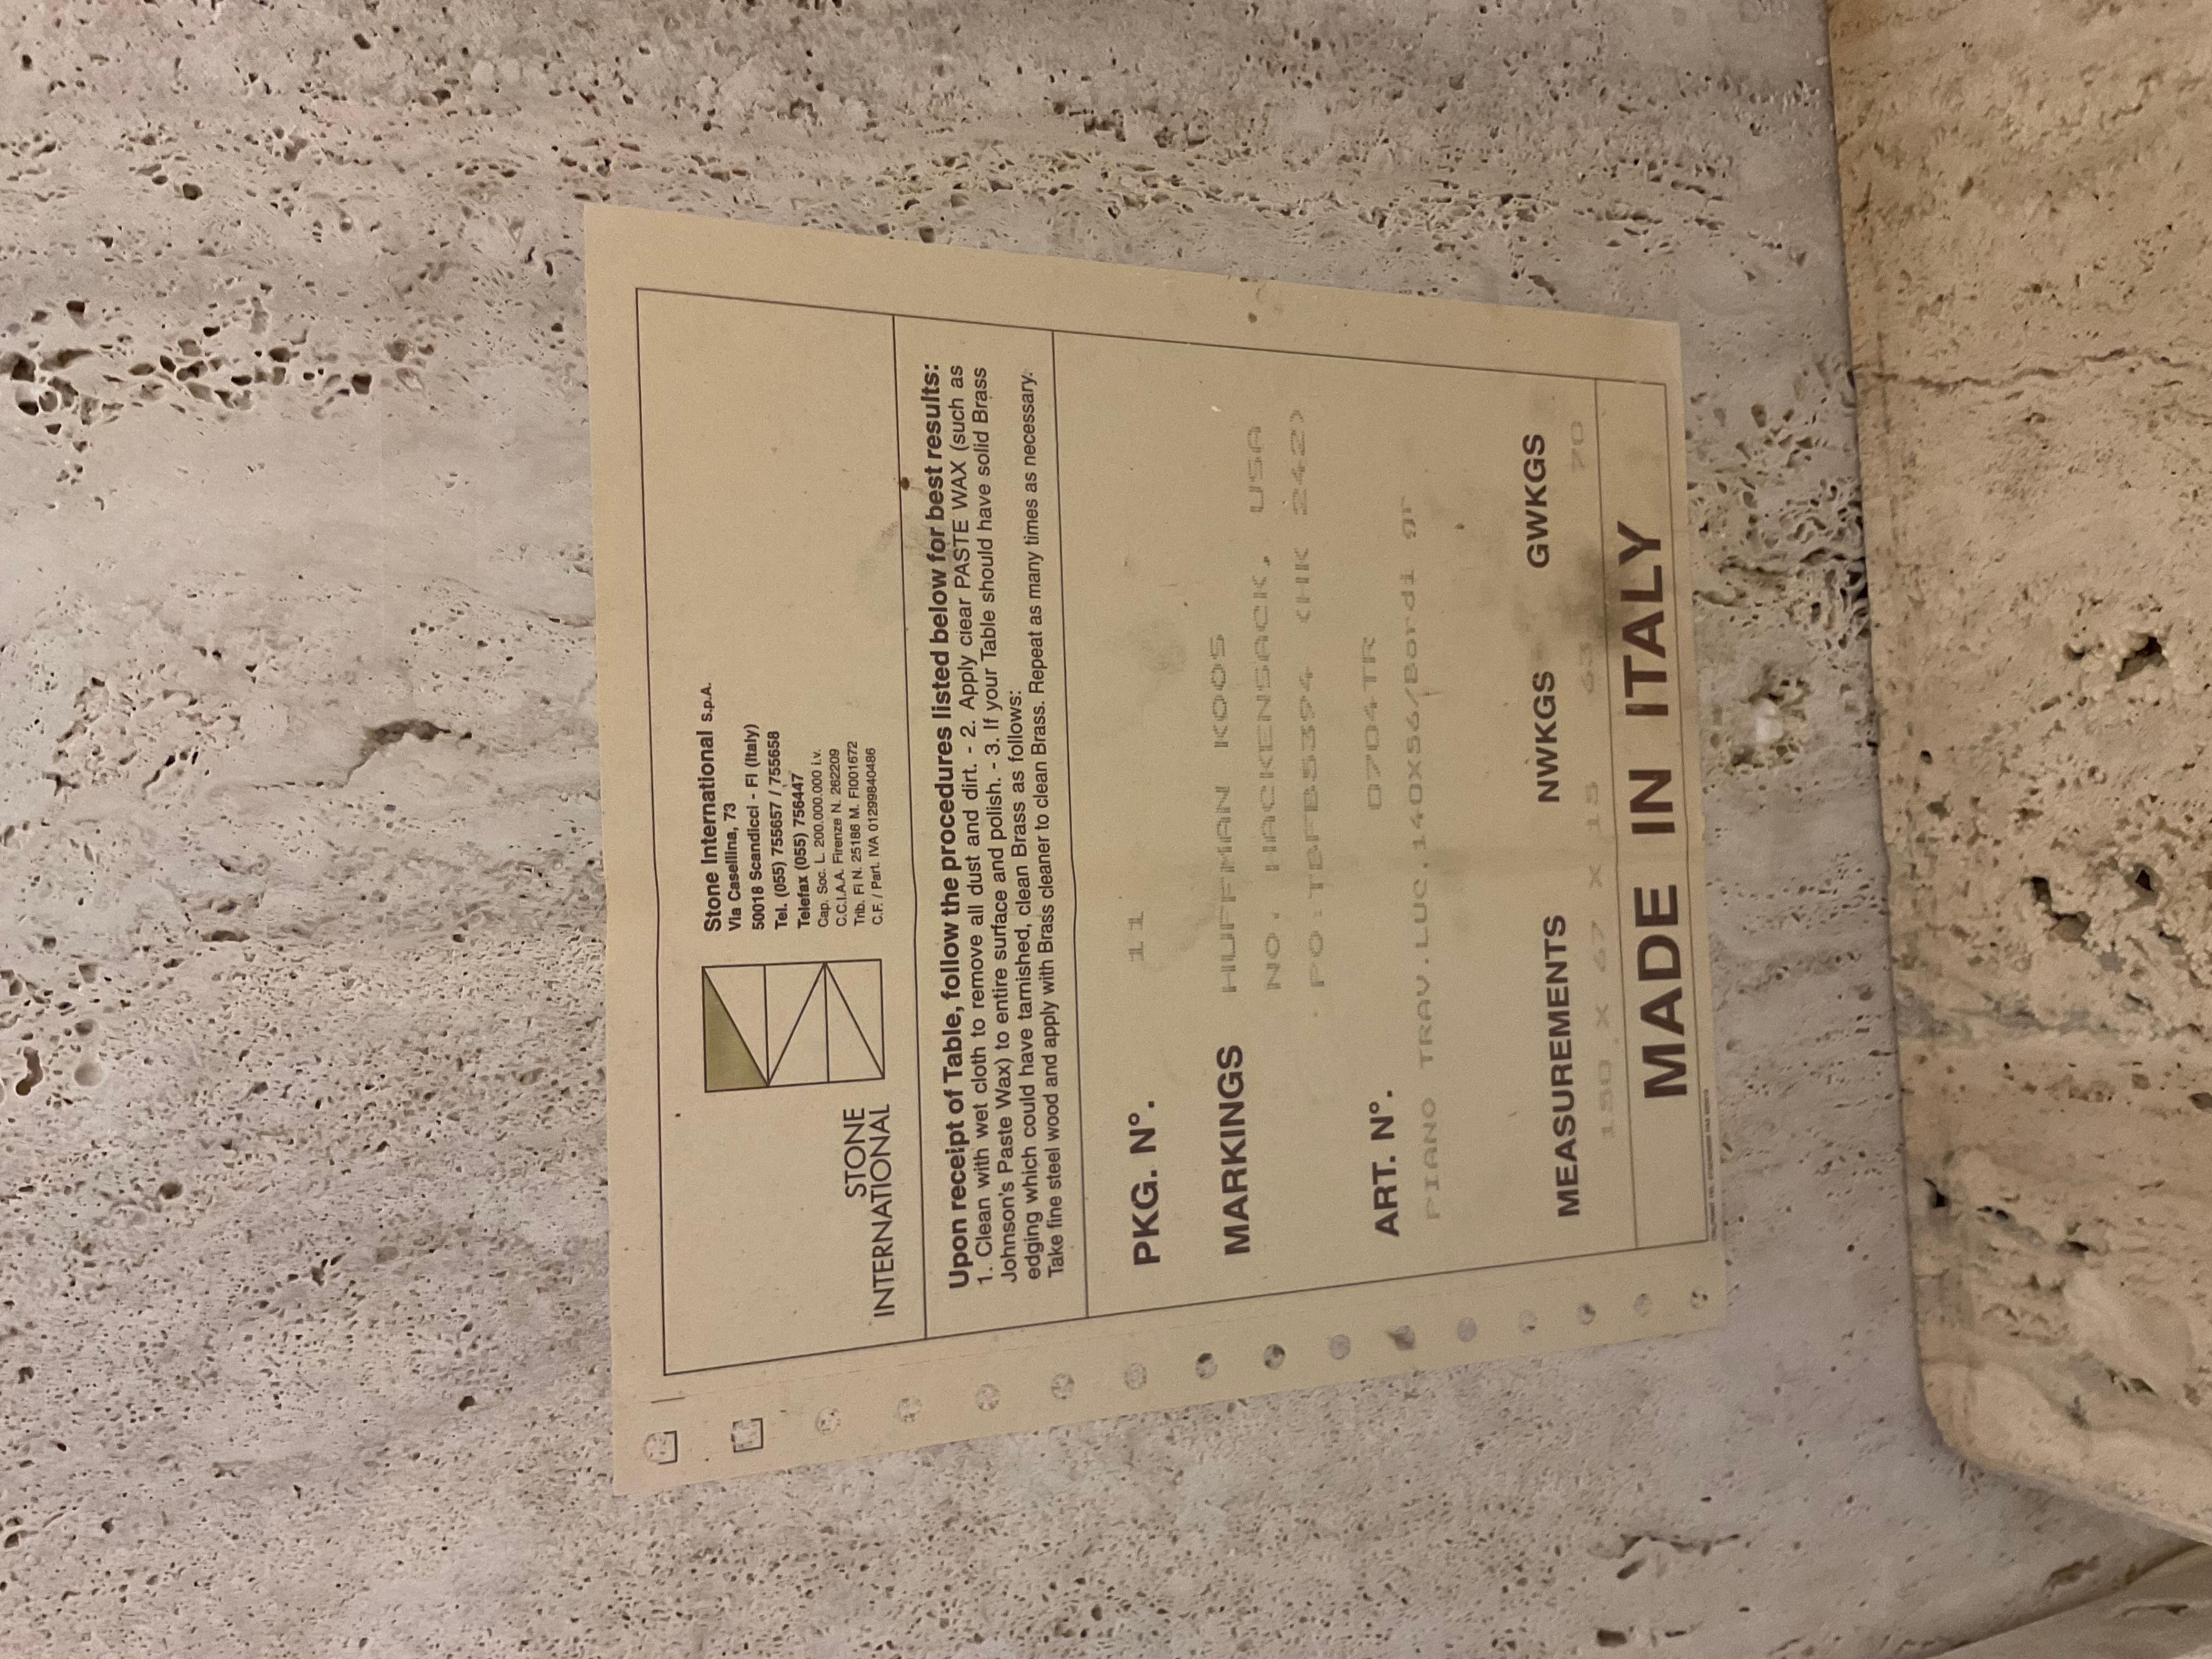 STONE
INTERNATIONAL
Stone International S.p.A.
Via Casellina, 73
50018 Scandicci - FI (Italy)
Tel. (055) 755657 / 755658
Telefax (055) 756447
Cap. Soc. L. 200.000.000 i.v.
C.C.I.A.A. Firenze N. 262209
Trib. FI N. 25186 M. FI001672
C.F. / Part. IVA 01299840486
Upon receipt of Table, follow the procedures listed below for best results:
1. Clean with wet cloth to remove all dust and dirt. - 2. Apply clear PASTE WAX (such as
Johnson's Paste Wax) to entire surface and polish. - 3. If your Table should have solid Brass
edging which could have tarnished, clean Brass as follows:
Take fine steel wood and apply with Brass cleaner to clean Brass. Repeat as many times as necessary.
PKG. N°. 11
MARKINGS HUFFMAN KOOS
NO. HACKENSACK, USA
PO:TBFB5394 (HK 242)
ART. N°. 0704TR
PIANO TRAV.LUC.140X56/Bordi gr
MEASUREMENTS NWKGS GWKGS
150 X 67 X 15 63 70
MADE IN ITALY